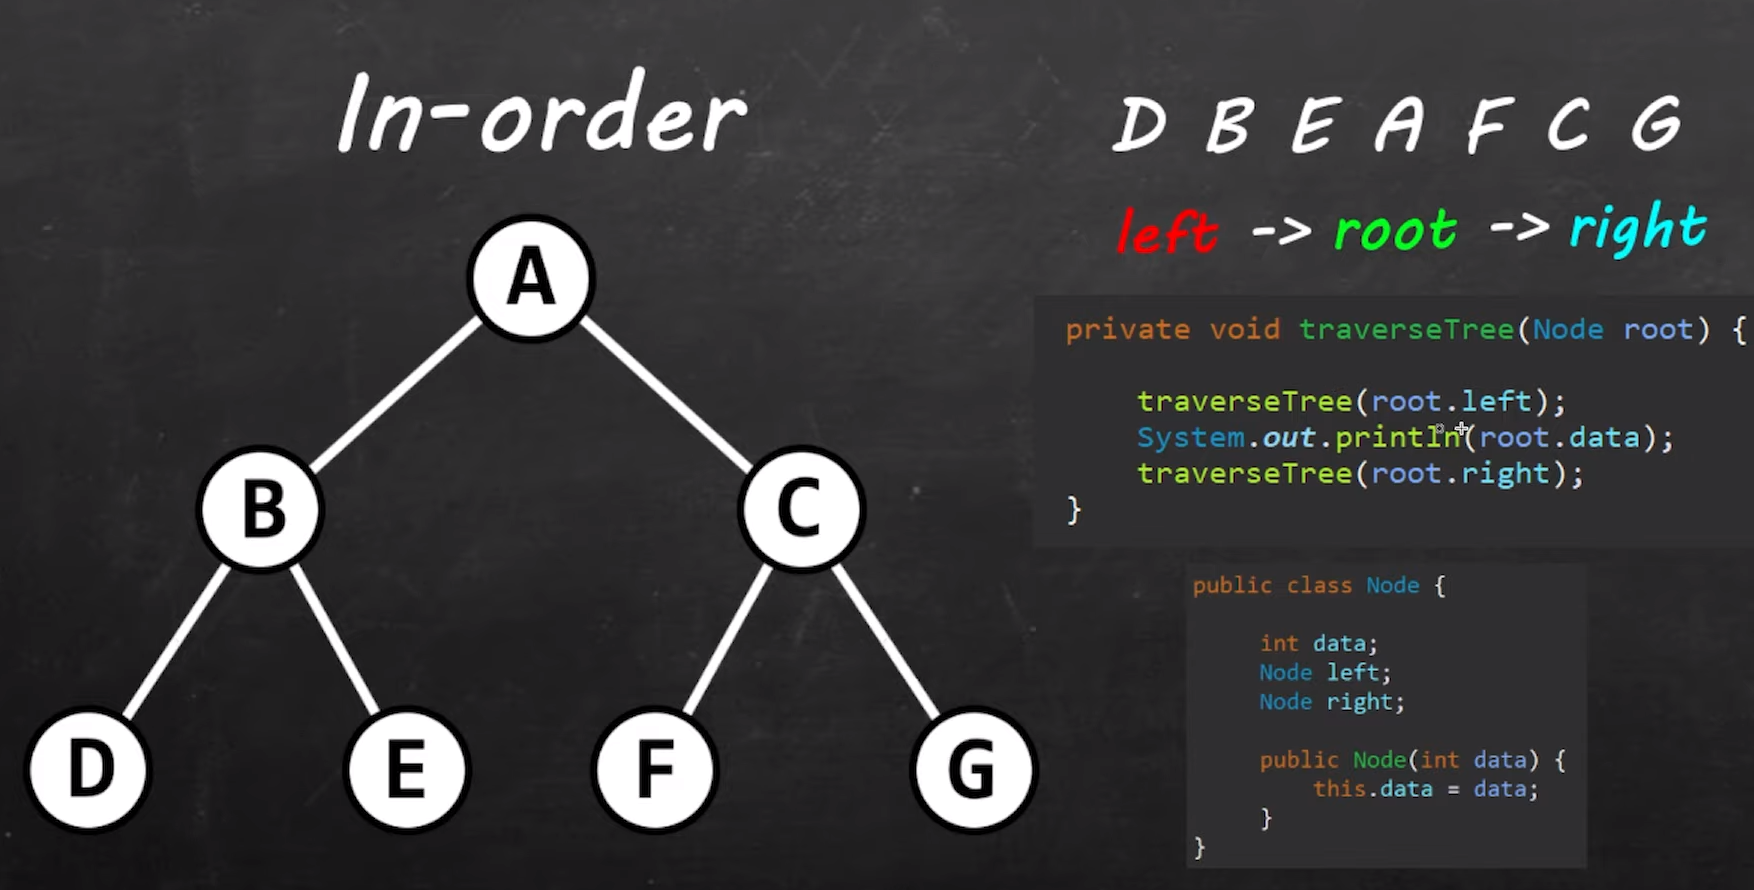 In-order
A
B
C
D
E
F
G
D B E A F C G
left -> root -> right
private void traverseTree(Node root) {
traverseTree(root.left);
System.out.println(root.data);
traverseTree(root.right);
}
public class Node {
int data;
Node left;
Node right;
public Node(int data) {
this.data = data;
}
}